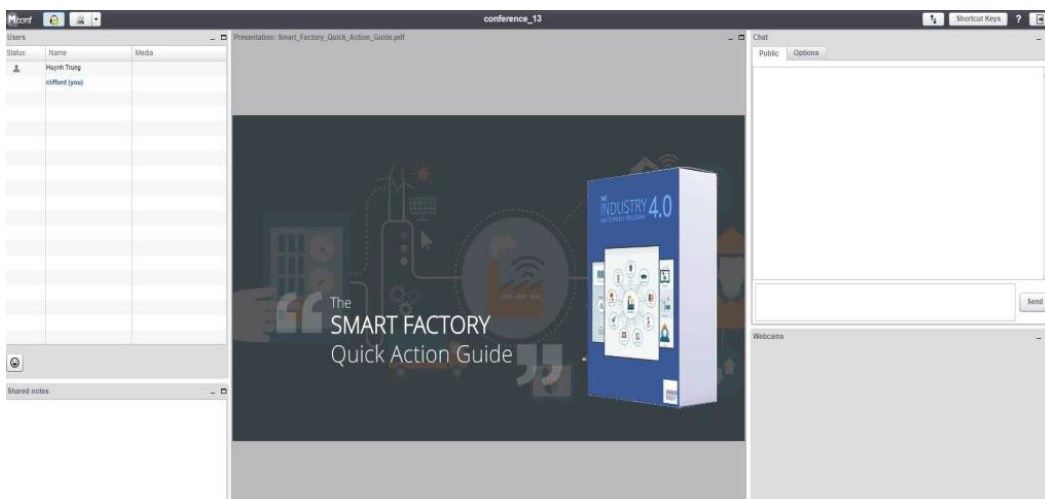 Mconf
conference_13
Shortcut Keys ?
Users
Status Name Media
Huynh Trung
clifford (you)
Shared notes
Presentation: Smart_Factory_Quick_Action_Guide.pdf
INDUSTRY 4.0
The
SMART FACTORY
Quick Action Guide
Chat
Public Options
Send
Webcams